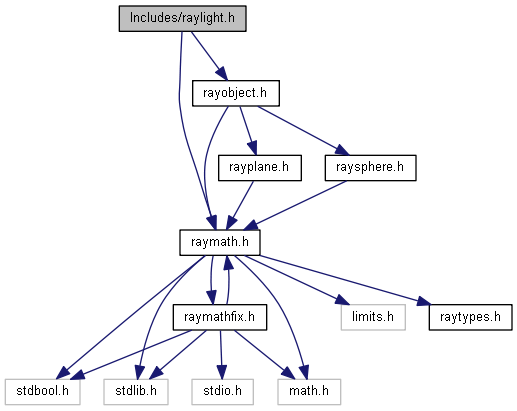 Includes/raylight.h
rayobject.h
rayplane.h
raysphere.h
raymath.h
raymathfix.h
limits.h
raytypes.h
stdbool.h
stdlib.h
stdio.h
math.h